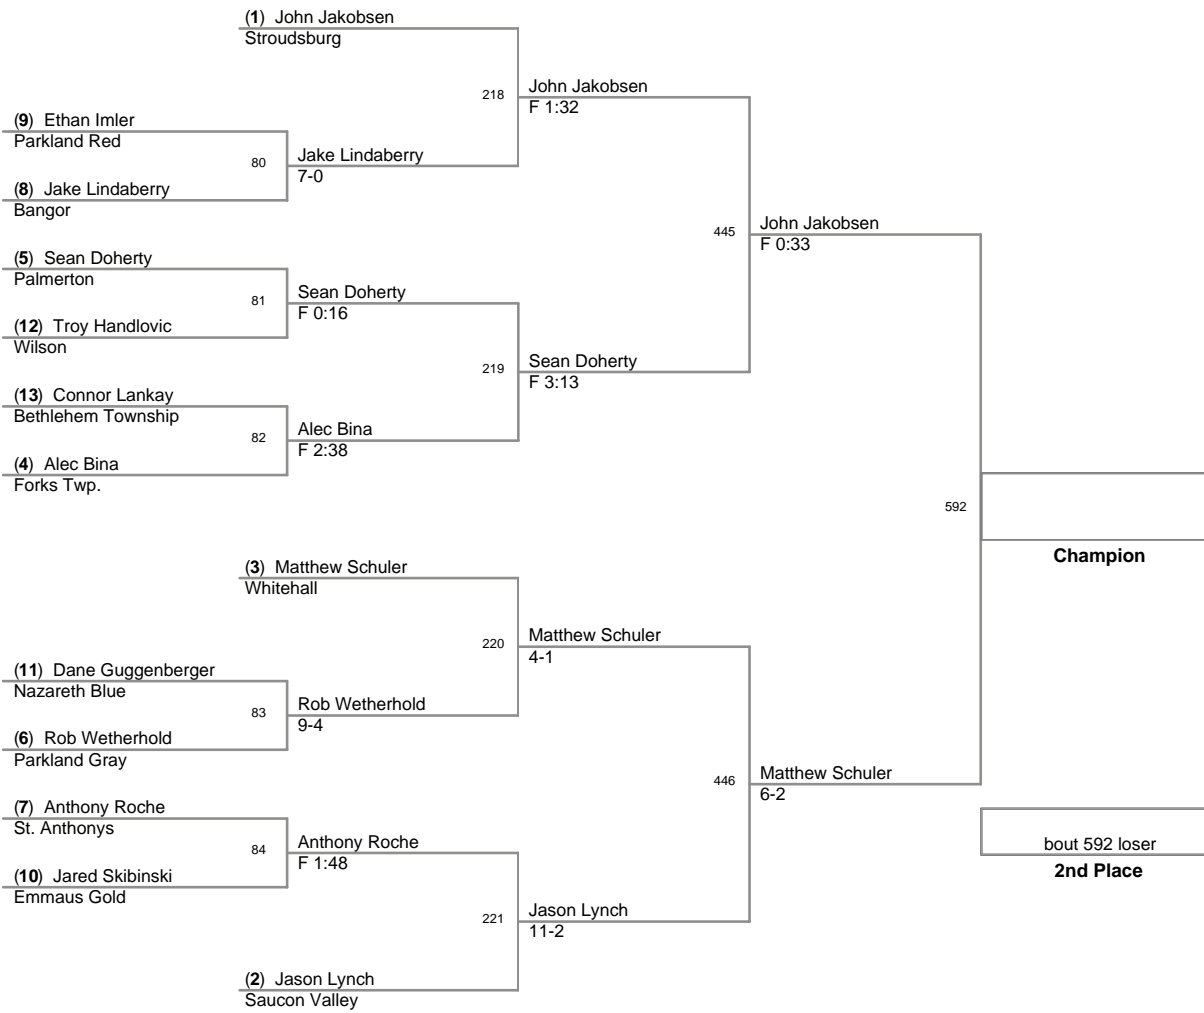 (1) John Jakobsen
Stroudsburg
218
John Jakobsen
F 1:32
(9) Ethan Imler
Parkland Red
80
Jake Lindaberry
7-0
(8) Jake Lindaberry
Bangor
445
John Jakobsen
F 0:33
(5) Sean Doherty
Palmerton
81
Sean Doherty
F 0:16
(12) Troy Handlovic
Wilson
219
Sean Doherty
F 3:13
(13) Connor Lankay
Bethlehem Township
82
Alec Bina
F 2:38
(4) Alec Bina
Forks Twp.
592
Champion
(3) Matthew Schuler
Whitehall
220
Matthew Schuler
4-1
(11) Dane Guggenberger
Nazareth Blue
83
Rob Wetherhold
9-4
(6) Rob Wetherhold
Parkland Gray
446
Matthew Schuler
6-2
(7) Anthony Roche
St. Anthonys
84
Anthony Roche
F 1:48
bout 592 loser
2nd Place
(10) Jared Skibinski
Emmaus Gold
221
Jason Lynch
11-2
(2) Jason Lynch
Saucon Valley